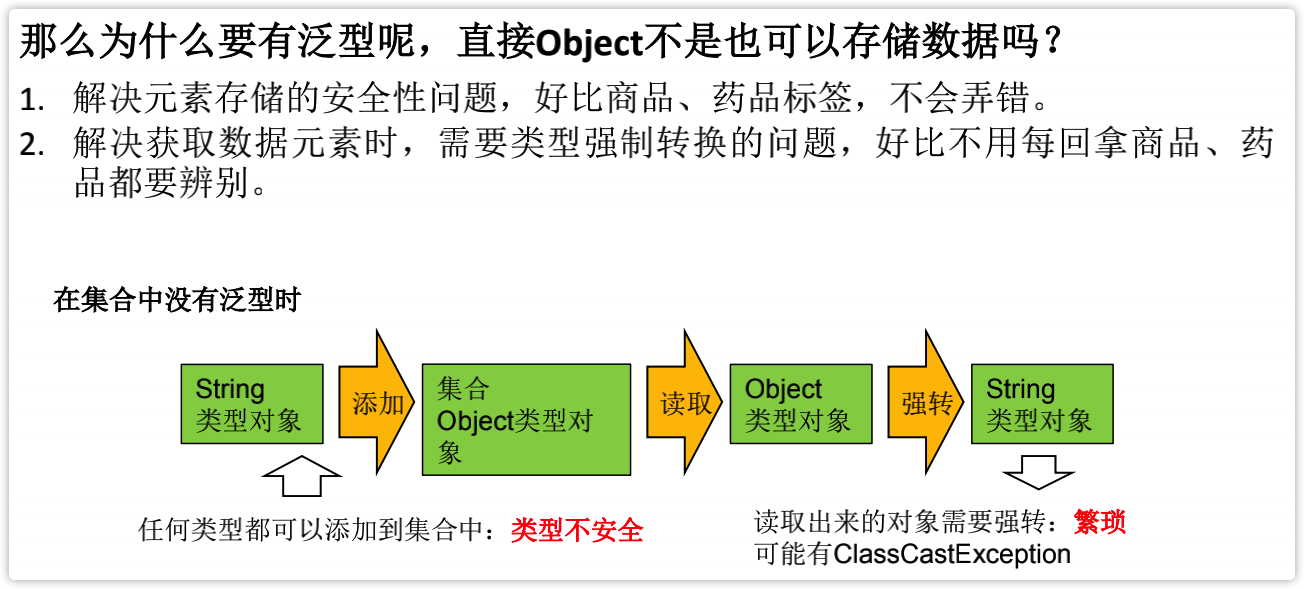 那么为什么要有泛型呢，直接Object不是也可以存储数据吗？
1. 解决元素存储的安全性问题，好比商品、药品标签，不会弄错。
2. 解决获取数据元素时，需要类型强制转换的问题，好比不用每回拿商品、药
品都要辨别。
在集合中没有泛型时
String
类型对象
添加
集合
Object类型对
象
读取
Object
类型对象
强转
String
类型对象
任何类型都可以添加到集合中：类型不安全
读取出来的对象需要强转：繁琐
可能有ClassCastException